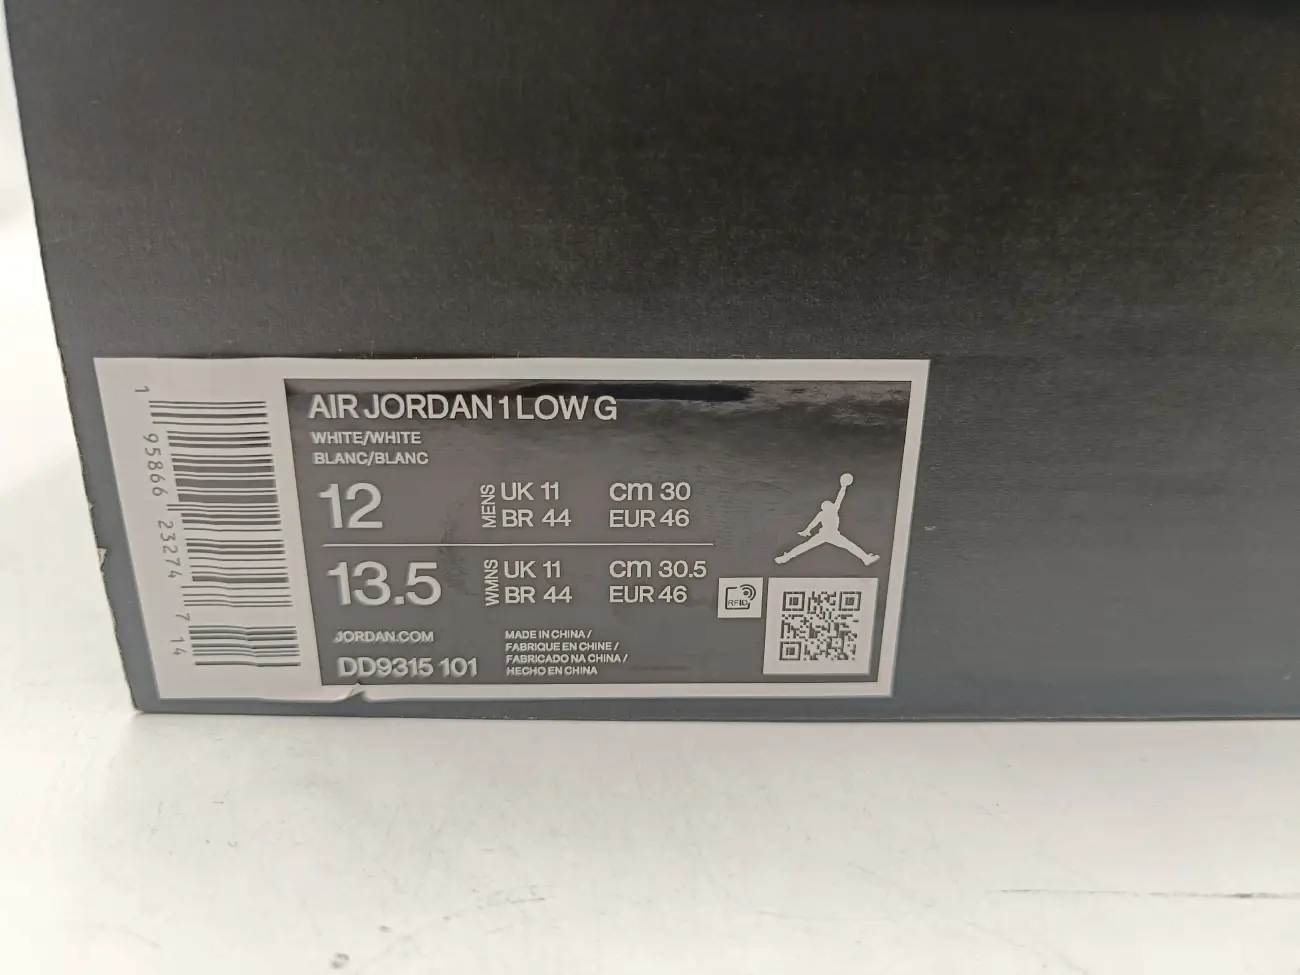 AIR JORDAN 1 LOW G
WHITE/WHITE
BLANC/BLANC
12
MENS
UK 11
CM 30
BR 44
EUR 46
13.5
WMNS
UK 11
CM 30.5
BR 44
EUR 46
RFID
JORDAN.COM
DD9315 101
MADE IN CHINA /
FABRIQUE EN CHINE /
FABRICADO NA CHINA /
HECHO EN CHINA
1 95866 23274 7 14